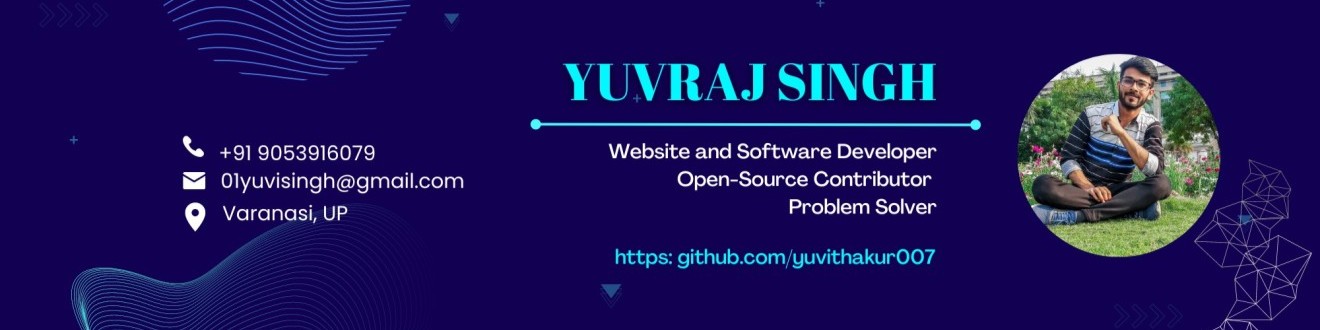 YUVRAJ SINGH
Website and Software Developer
Open-Source Contributor
Problem Solver
https: github.com/yuvithakur007
+91 9053916079
01yuvisingh@gmail.com
Varanasi, UP